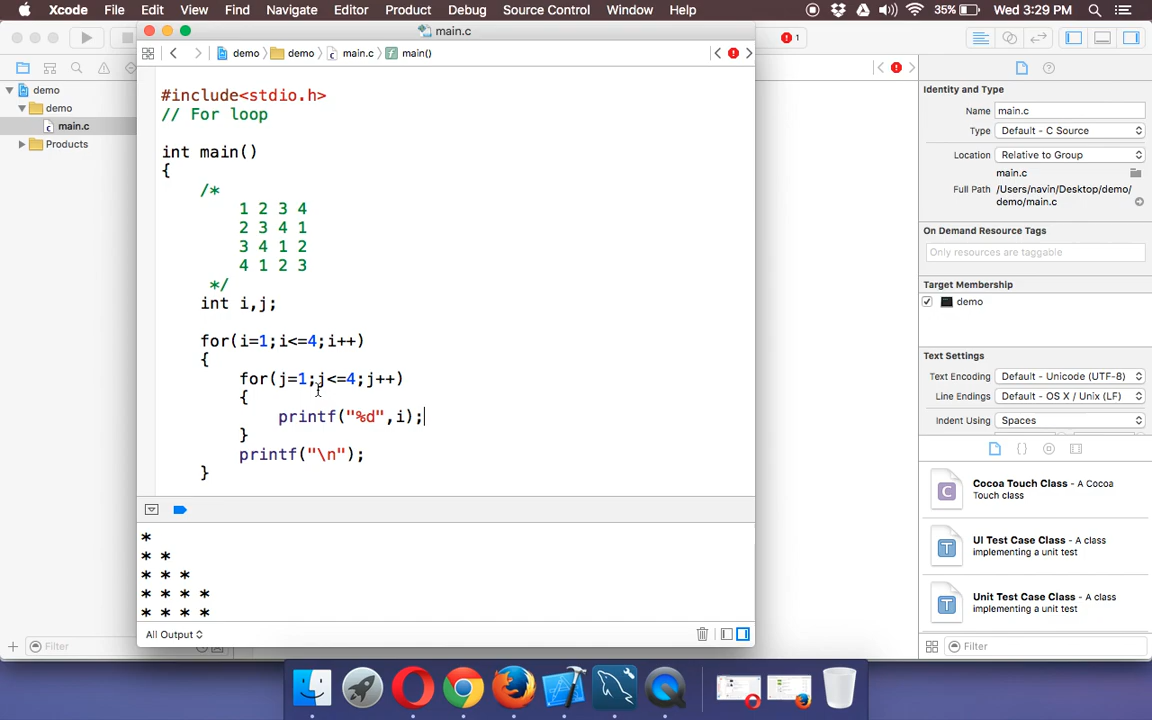 Xcode File Edit View Find Navigate Editor Product Debug Source Control Window Help 35% Wed 3:29 PM
main.c
1
demo demo main.c main()
demo
demo
main.c
Products
#include<stdio.h>
// For loop
int main()
{
/*
1 2 3 4
2 3 4 1
3 4 1 2
4 1 2 3
*/
int i,j;
for(i=1;i<=4;i++)
{
for(j=1;j<=4;j++)
{
printf("%d",i);
}
printf("\n");
}
*
* *
* * *
* * * *
* * * *
All Output
Filter
Identity and Type
Name main.c
Type Default - C Source
Location Relative to Group
main.c
Full Path /Users/navin/Desktop/demo/
demo/main.c
On Demand Resource Tags
Only resources are taggable
Target Membership
demo
Text Settings
Text Encoding Default - Unicode (UTF-8)
Line Endings Default - OS X / Unix (LF)
Indent Using Spaces
Cocoa Touch Class - A Cocoa
Touch class
UI Test Case Class - A class
implementing a unit test
Unit Test Case Class - A class
implementing a unit test
Filter